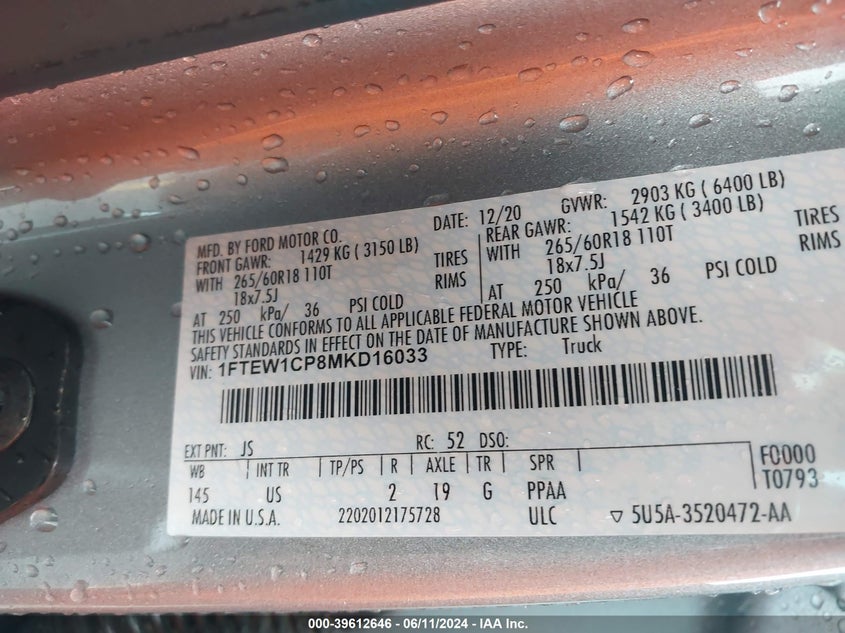 MFD. BY FORD MOTOR CO.
DATE: 12/20 GVWR: 2903 KG ( 6400 LB)
FRONT GAWR: 1429 KG ( 3150 LB) REAR GAWR: 1542 KG ( 3400 LB)
WITH 265/60R18 110T TIRES WITH 265/60R18 110T TIRES
18x7.5J RIMS 18x7.5J RIMS
AT 250 kPa/ 36 PSI COLD AT 250 kPa/ 36 PSI COLD
THIS VEHICLE CONFORMS TO ALL APPLICABLE FEDERAL MOTOR VEHICLE
SAFETY STANDARDS IN EFFECT ON THE DATE OF MANUFACTURE SHOWN ABOVE.
VIN: 1FTEW1CP8MKD16033 TYPE: Truck
EXT PNT: JS RC: 52 DSO:
WB INT TR TP/PS R AXLE TR SPR F0000
145 US 2 19 G PPAA T0793
MADE IN U.S.A. 2202012175728 ULC ▽ 5U5A-3520472-AA
000-39612646 - 06/11/2024 - IAA Inc.